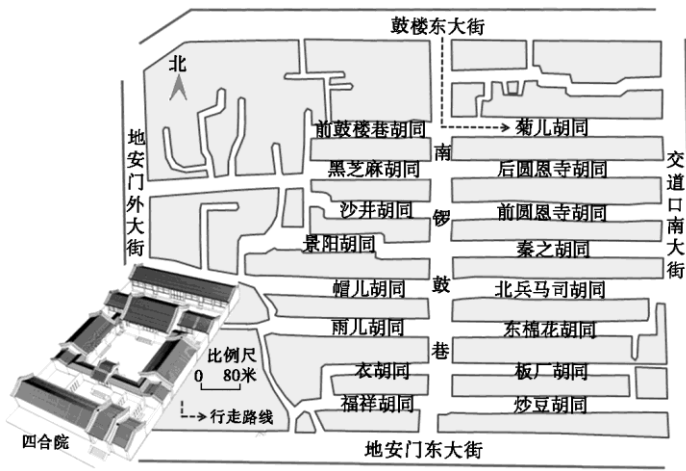 鼓楼东大街
北
前鼓楼巷胡同
菊儿胡同
黑芝麻胡同
后圆恩寺胡同
沙井胡同
前圆恩寺胡同
景阳胡同
秦之胡同
帽儿胡同
北兵马司胡同
雨儿胡同
东棉花胡同
衣胡同
板厂胡同
福祥胡同
炒豆胡同
南锣鼓巷
地安门外大街
交道口南大街
比例尺
0 80米
行走路线
四合院
地安门东大街